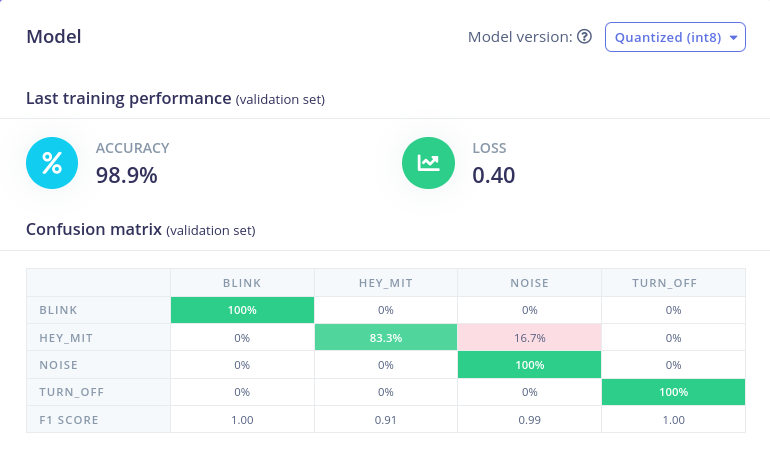 Model
Model version: Quantized (int8)
Last training performance (validation set)
% ACCURACY
98.9%
LOSS
0.40
Confusion matrix (validation set)
BLINK HEY_MIT NOISE TURN_OFF
BLINK 100% 0% 0% 0%
HEY_MIT 0% 83.3% 16.7% 0%
NOISE 0% 0% 100% 0%
TURN_OFF 0% 0% 0% 100%
F1 SCORE 1.00 0.91 0.99 1.00